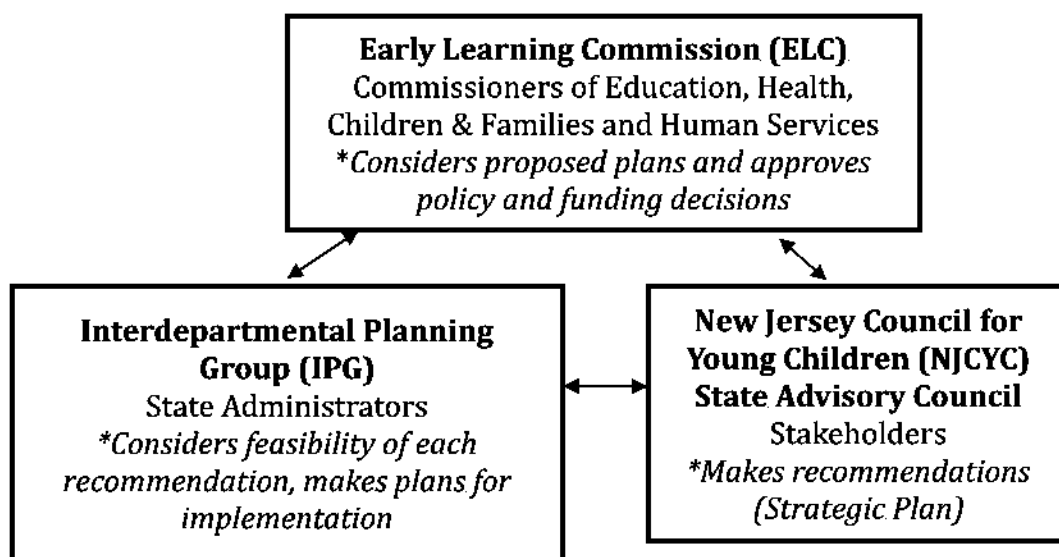 Early Learning Commission (ELC)
Commissioners of Education, Health,
Children & Families and Human Services
*Considers proposed plans and approves
policy and funding decisions
Interdepartmental Planning
Group (IPG)
State Administrators
*Considers feasibility of each
recommendation, makes plans for
implementation
New Jersey Council for
Young Children (NJCYC)
State Advisory Council
Stakeholders
*Makes recommendations
(Strategic Plan)